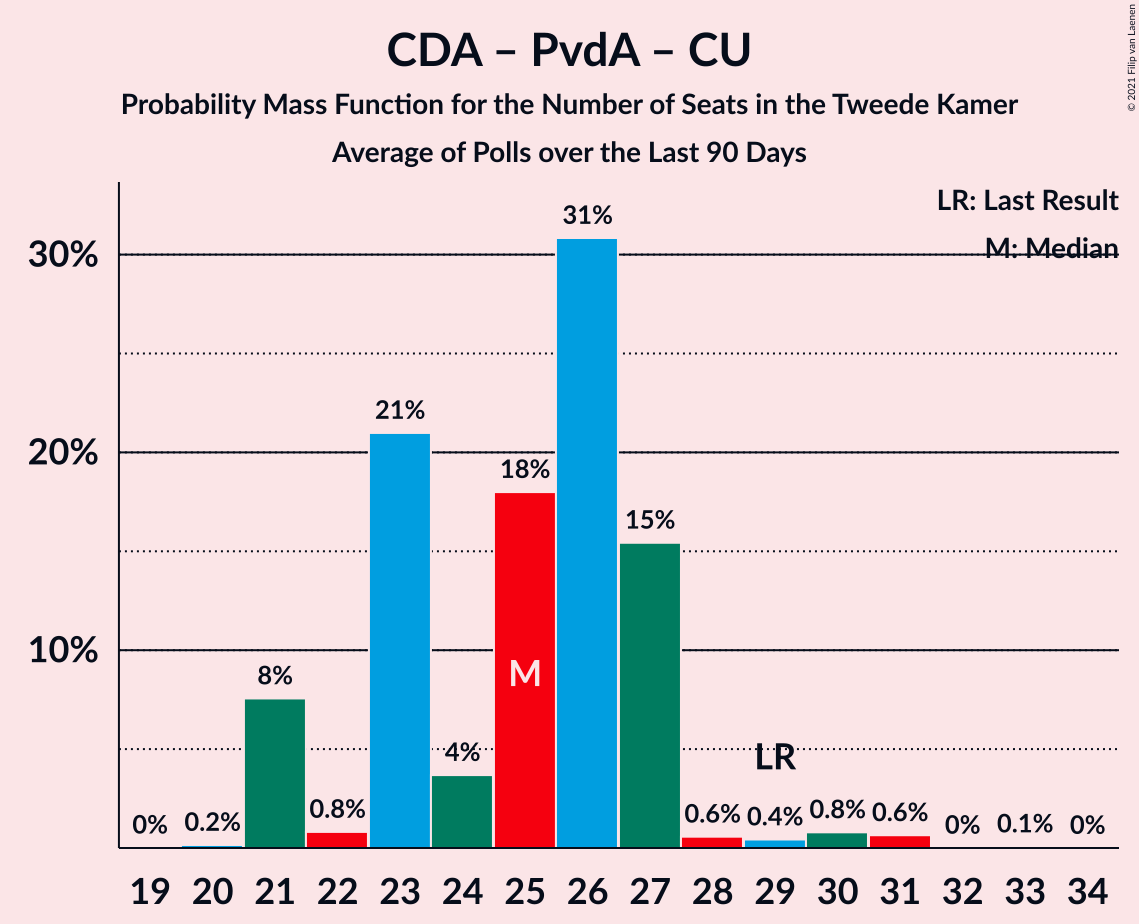 CDA – PvdA – CU
Probability Mass Function for the Number of Seats in the Tweede Kamer
Average of Polls over the Last 90 Days
© 2021 Filip van Laenen
LR: Last Result
M: Median
30%
20%
10%
0%
0.2%
8%
0.8%
21%
4%
18%
31%
15%
0.6%
0.4%
0.8%
0.6%
0%
0.1%
0%
M
LR
19 20 21 22 23 24 25 26 27 28 29 30 31 32 33 34